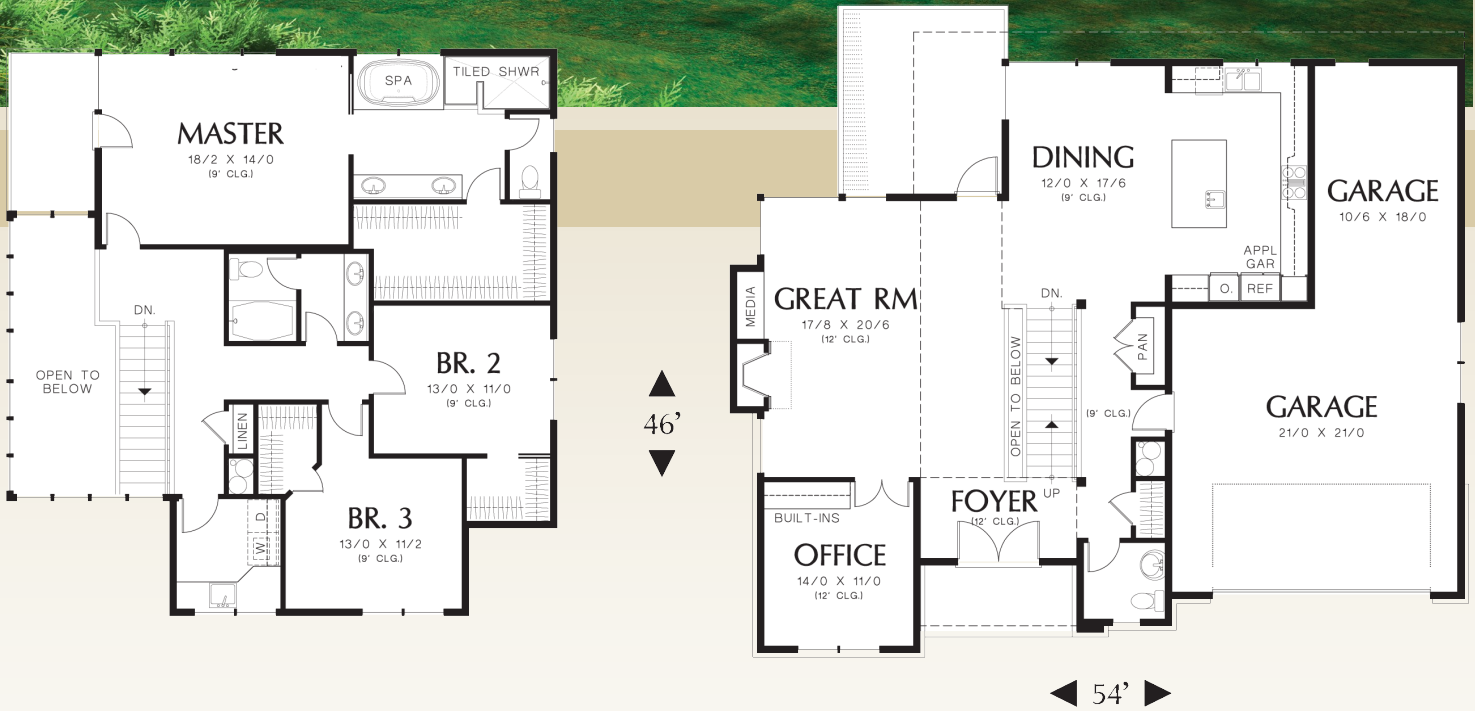 SPA
TILED SHWR
MASTER
18/2 X 14/0
(9' CLG.)
DN.
OPEN TO
BELOW
BR. 2
13/0 X 11/0
(9' CLG.)
LINEN
D
W
BR. 3
13/0 X 11/2
(9' CLG.)
46'
DINING
12/0 X 17/6
(9' CLG.)
GARAGE
10/6 X 18/0
APPL
GAR
O.
REF
MEDIA
GREAT RM
17/8 X 20/6
(12' CLG.)
DN.
OPEN TO BELOW
PAN
(9' CLG.)
GARAGE
21/0 X 21/0
UP
FOYER
(12' CLG.)
BUILT-INS
OFFICE
14/0 X 11/0
(12' CLG.)
54'